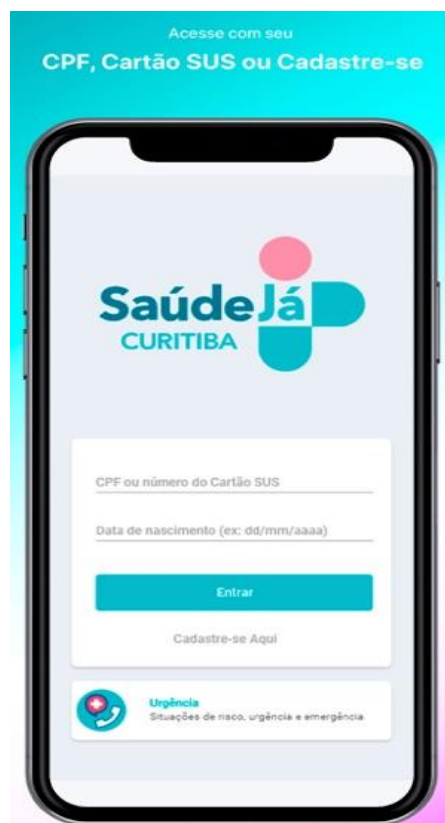 Acesse com seu
CPF, Cartão SUS ou Cadastre-se
Saúde Já
CURITIBA
CPF ou número do Cartão SUS
Data de nascimento (ex: dd/mm/aaaa)
Entrar
Cadastre-se Aqui
Urgência
Situações de risco, urgência e emergência.